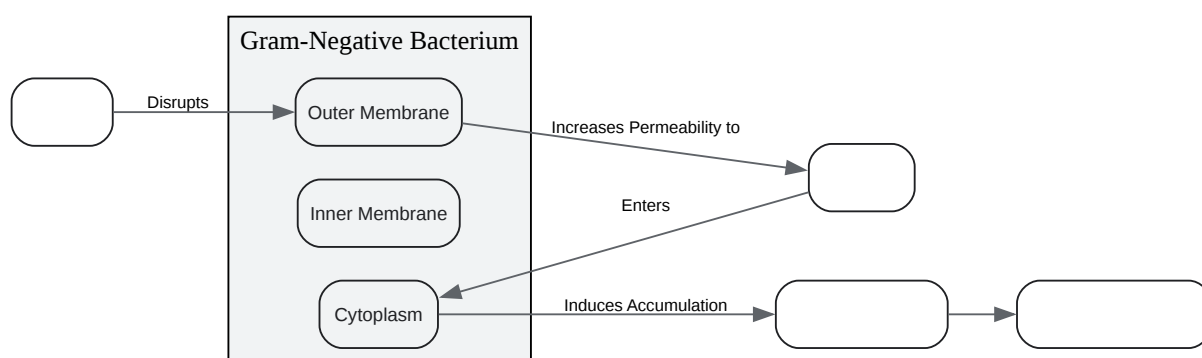 Gram-Negative Bacterium
Disrupts
Outer Membrane
Increases Permeability to
Inner Membrane
Enters
Cytoplasm
Induces Accumulation